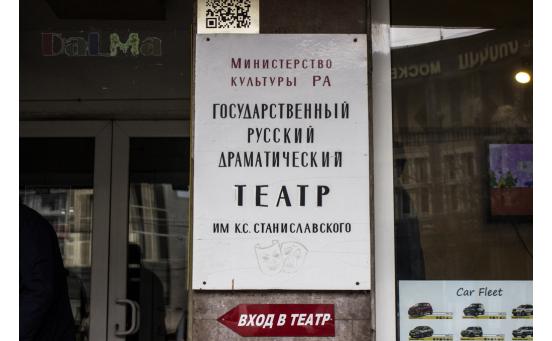 DaLMa
Министерство
культуры РА
ГОСУДАРСТВЕННЫЙ
РУССКИЙ
ДРАМАТИЧЕСКИЙ
ТЕАТР
ИМ К.С. СТАНИСЛАВСКОГО
ВХОД В ТЕАТР
Car Fleet